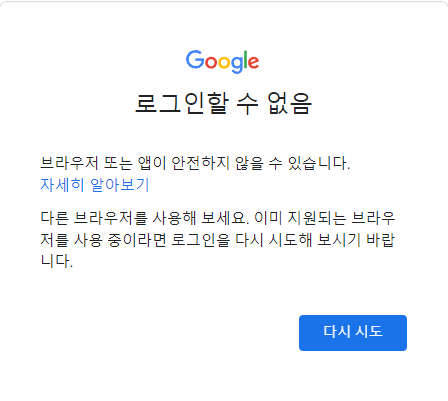 Google
로그인할 수 없음
브라우저 또는 앱이 안전하지 않을 수 있습니다.
자세히 알아보기
다른 브라우저를 사용해 보세요. 이미 지원되는 브라우
저를 사용 중이라면 로그인을 다시 시도해 보시기 바랍
니다.
다시 시도